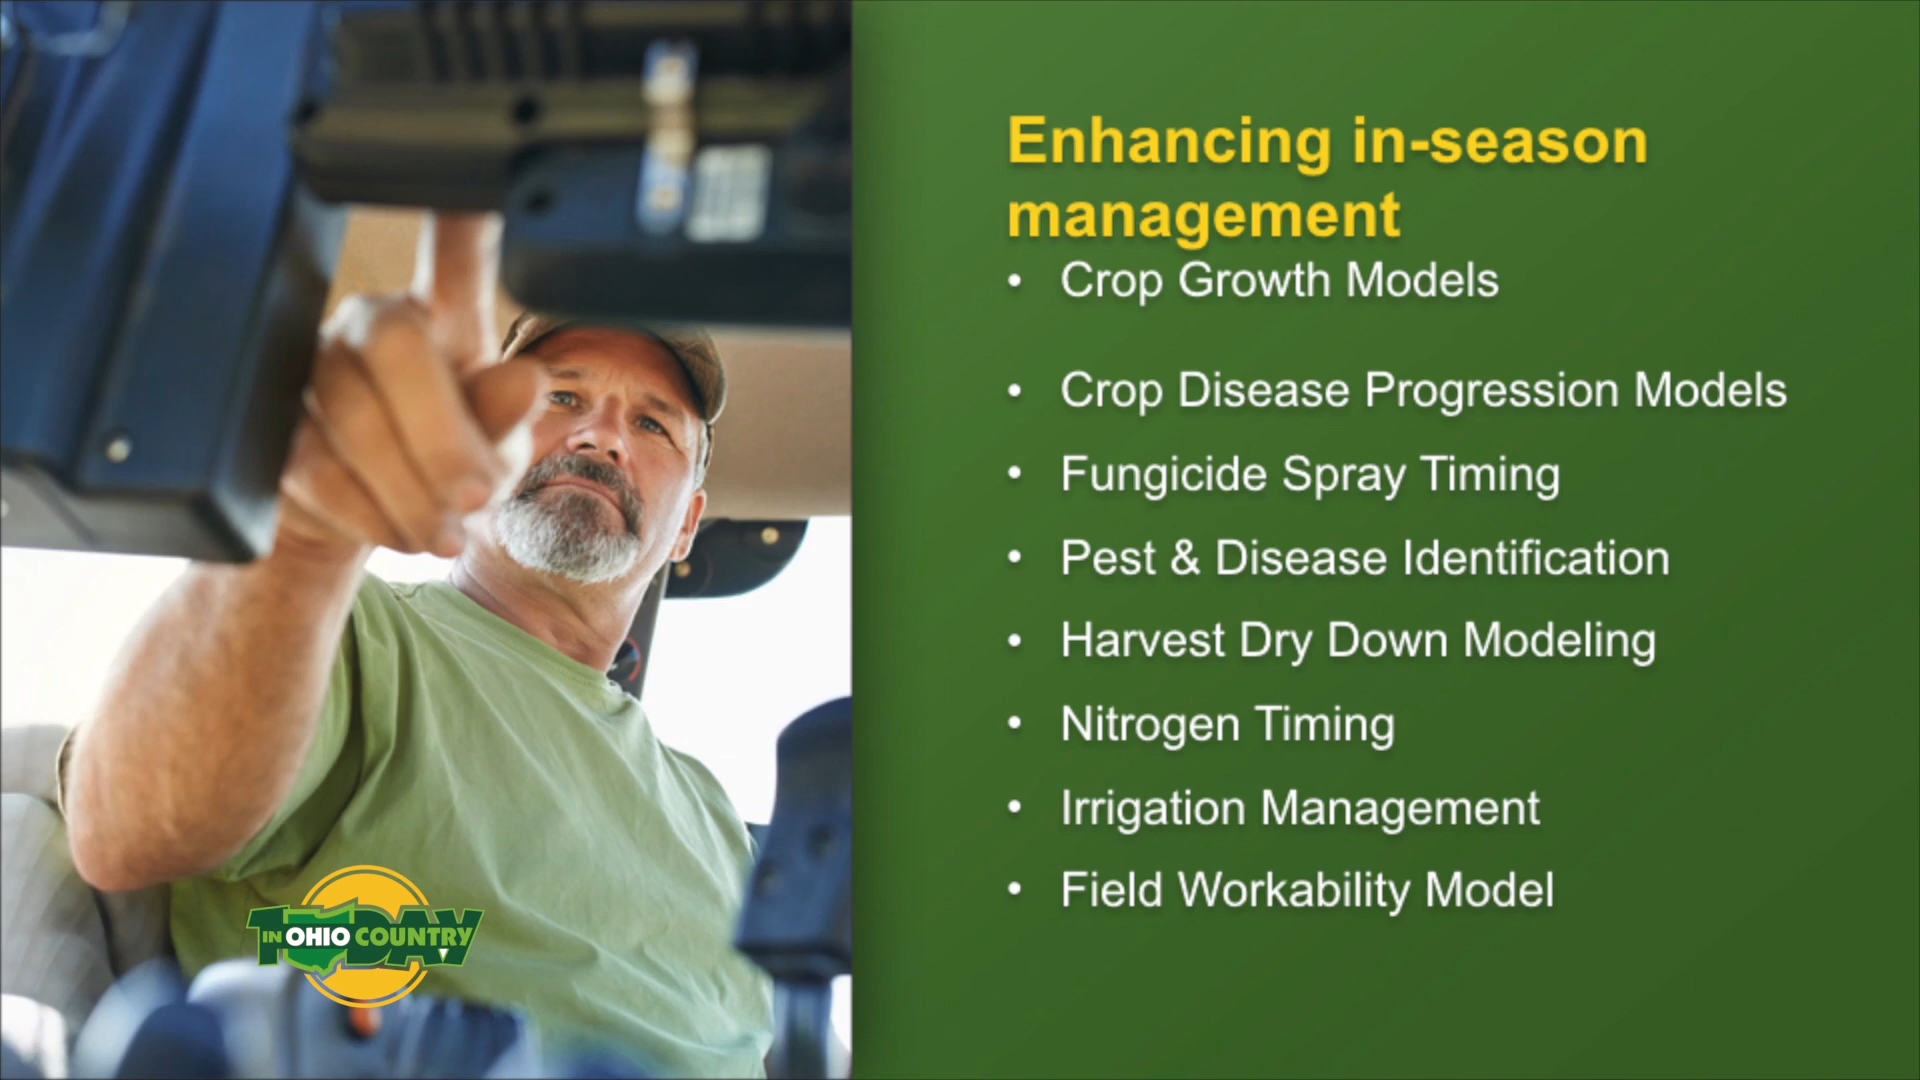 Enhancing in-season
management
• Crop Growth Models
• Crop Disease Progression Models
• Fungicide Spray Timing
• Pest & Disease Identification
• Harvest Dry Down Modeling
• Nitrogen Timing
• Irrigation Management
• Field Workability Model
TODAY
IN OHIO COUNTRY